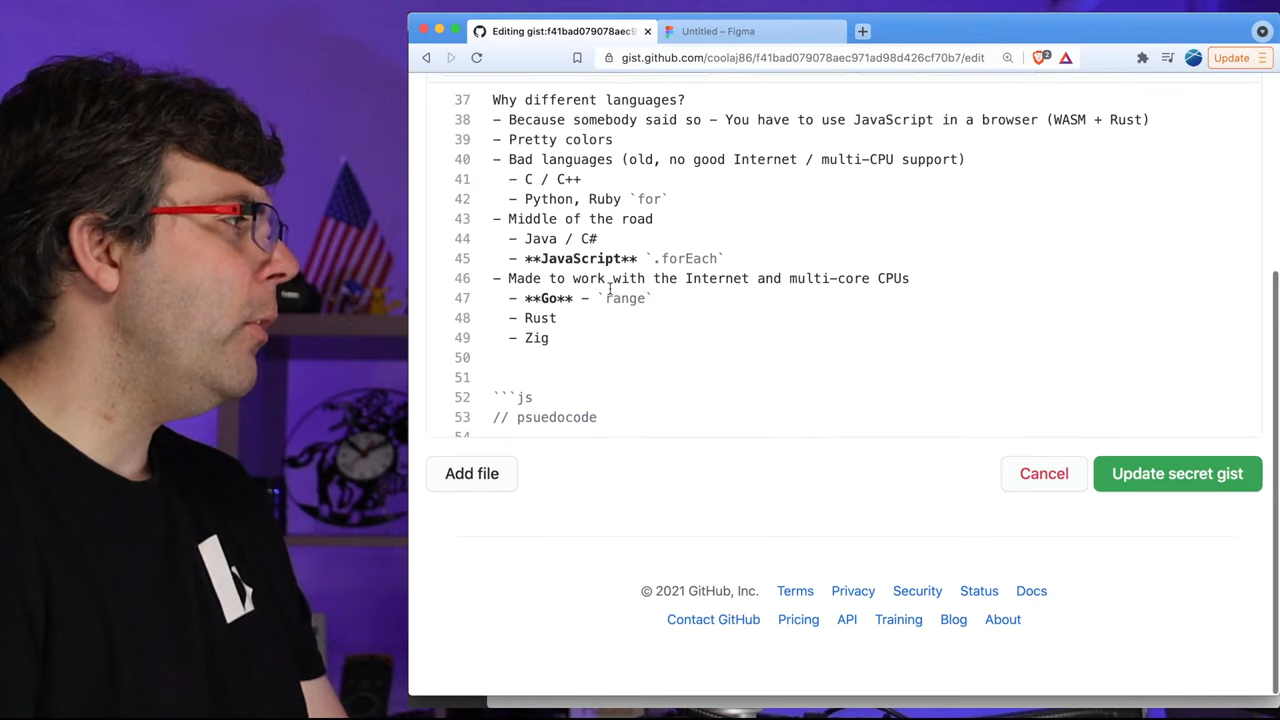 Editing gist:f41bad079078aec9
Untitled – Figma
gist.github.com/coolaj86/f41bad079078aec971ad98d426cf70b7/edit
2
Update
37 Why different languages?
38 - Because somebody said so – You have to use JavaScript in a browser (WASM + Rust)
39 - Pretty colors
40 - Bad languages (old, no good Internet / multi-CPU support)
41 - C / C++
42 - Python, Ruby `for`
43 - Middle of the road
44 - Java / C#
45 - **JavaScript** `.forEach`
46 - Made to work with the Internet and multi-core CPUs
47 - **Go** – `range`
48 - Rust
49 - Zig
50
51
52 ```js
53 // psuedocode
54
Add file
Cancel
Update secret gist
© 2021 GitHub, Inc. Terms Privacy Security Status Docs
Contact GitHub Pricing API Training Blog About